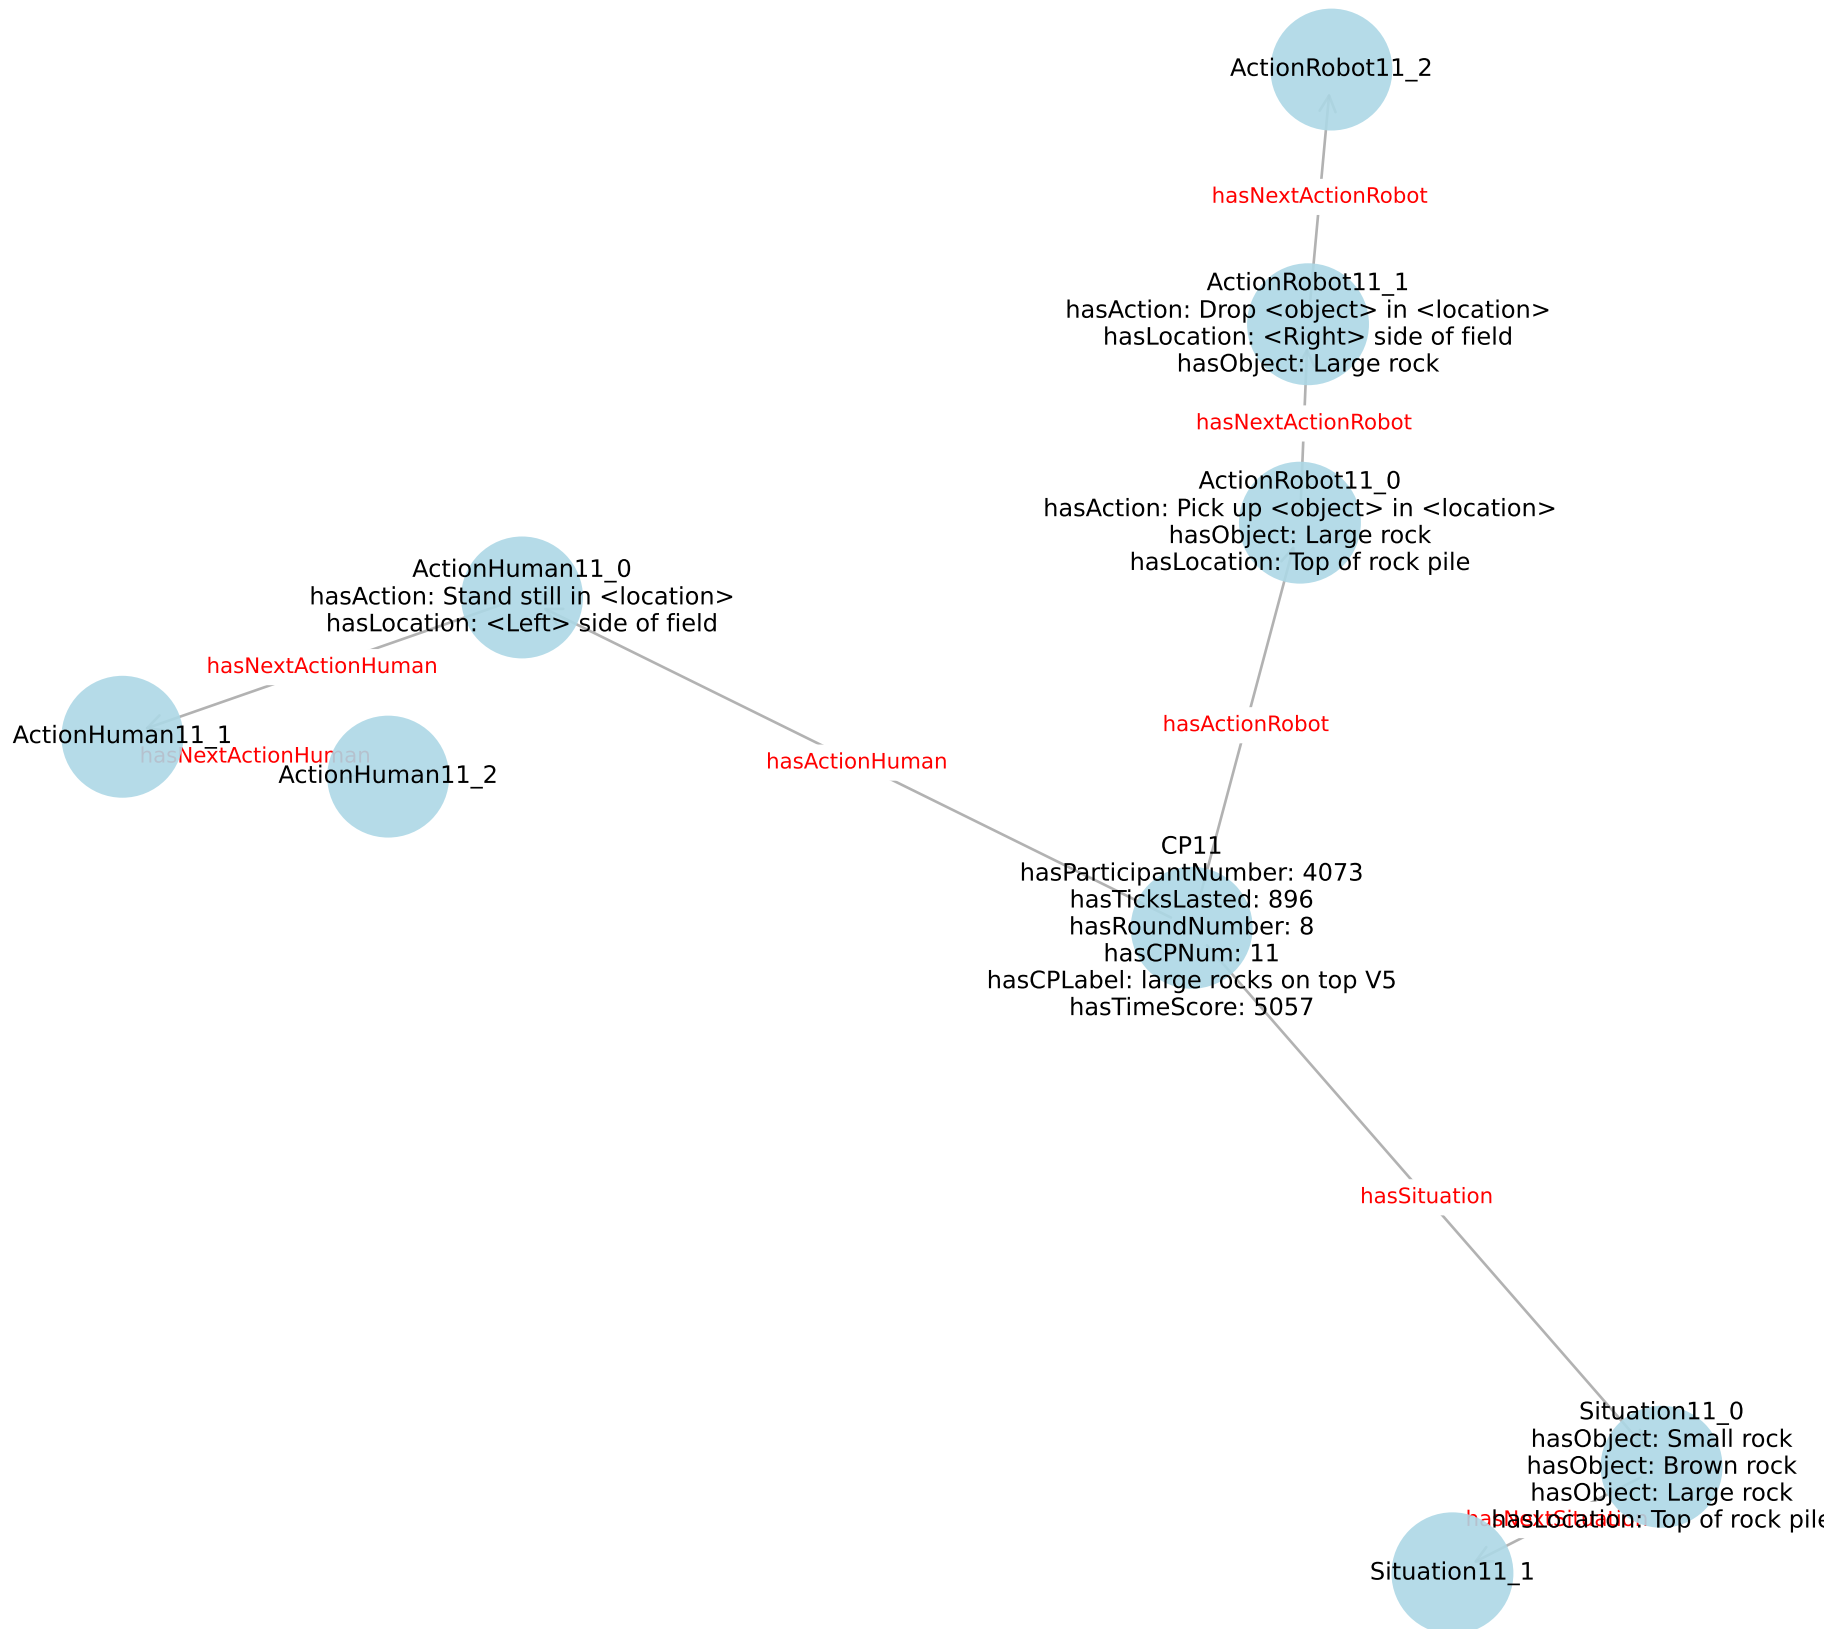 ActionRobot11_2
hasNextActionRobot
ActionRobot11_1
hasAction: Drop <object> in <location>
hasLocation: <Right> side of field
hasObject: Large rock
hasNextActionRobot
ActionRobot11_0
hasAction: Pick up <object> in <location>
hasObject: Large rock
hasLocation: Top of rock pile
ActionHuman11_0
hasAction: Stand still in <location>
hasLocation: <Left> side of field
hasNextActionHuman
ActionHuman11_1
hasNextActionHuman
ActionHuman11_2
hasActionHuman
hasActionRobot
CP11
hasParticipantNumber: 4073
hasTicksLasted: 896
hasRoundNumber: 8
hasCPNum: 11
hasCPLabel: large rocks on top V5
hasTimeScore: 5057
hasSituation
Situation11_0
hasObject: Small rock
hasObject: Brown rock
hasObject: Large rock
hasLocation: Top of rock pile
hasNextSituation
Situation11_1